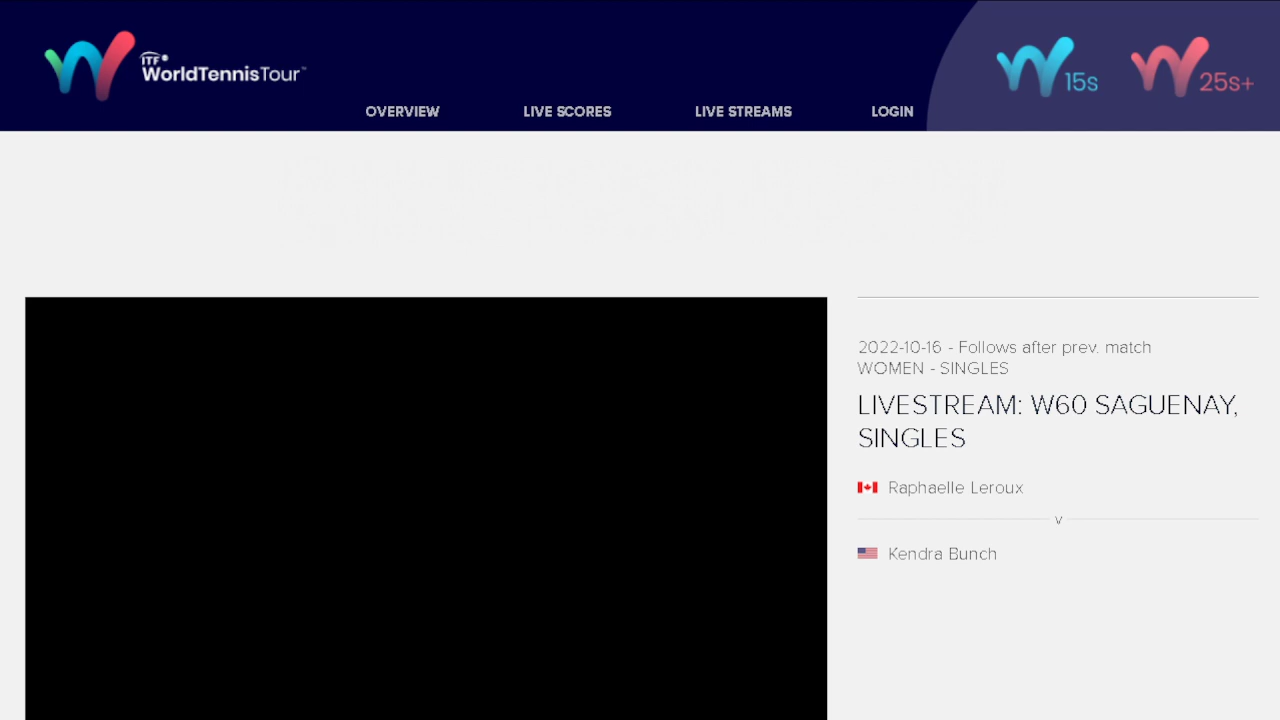 ITF
WorldTennisTour™
OVERVIEW
LIVE SCORES
LIVE STREAMS
LOGIN
15s
25s+
2022-10-16 - Follows after prev. match
WOMEN - SINGLES
LIVESTREAM: W60 SAGUENAY,
SINGLES
Raphaelle Leroux
v
Kendra Bunch